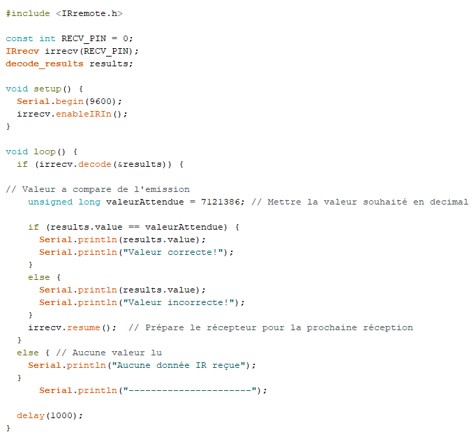 #include <IRremote.h>
const int RECV_PIN = 0;
IRrecv irrecv(RECV_PIN);
decode_results results;
void setup() {
Serial.begin(9600);
irrecv.enableIRIn();
}
void loop() {
if (irrecv.decode(&results)) {
// Valeur a compare de l'emission
unsigned long valeurAttendue = 7121386; // Mettre la valeur souhaité en decimal
if (results.value == valeurAttendue) {
Serial.println(results.value);
Serial.println("Valeur correcte!");
}
else {
Serial.println(results.value);
Serial.println("Valeur incorrecte!");
}
irrecv.resume(); // Prépare le récepteur pour la prochaine réception
}
else { // Aucune valeur lu
Serial.println("Aucune donnée IR reçue");
}
Serial.println("----------------------");
delay(1000);
}